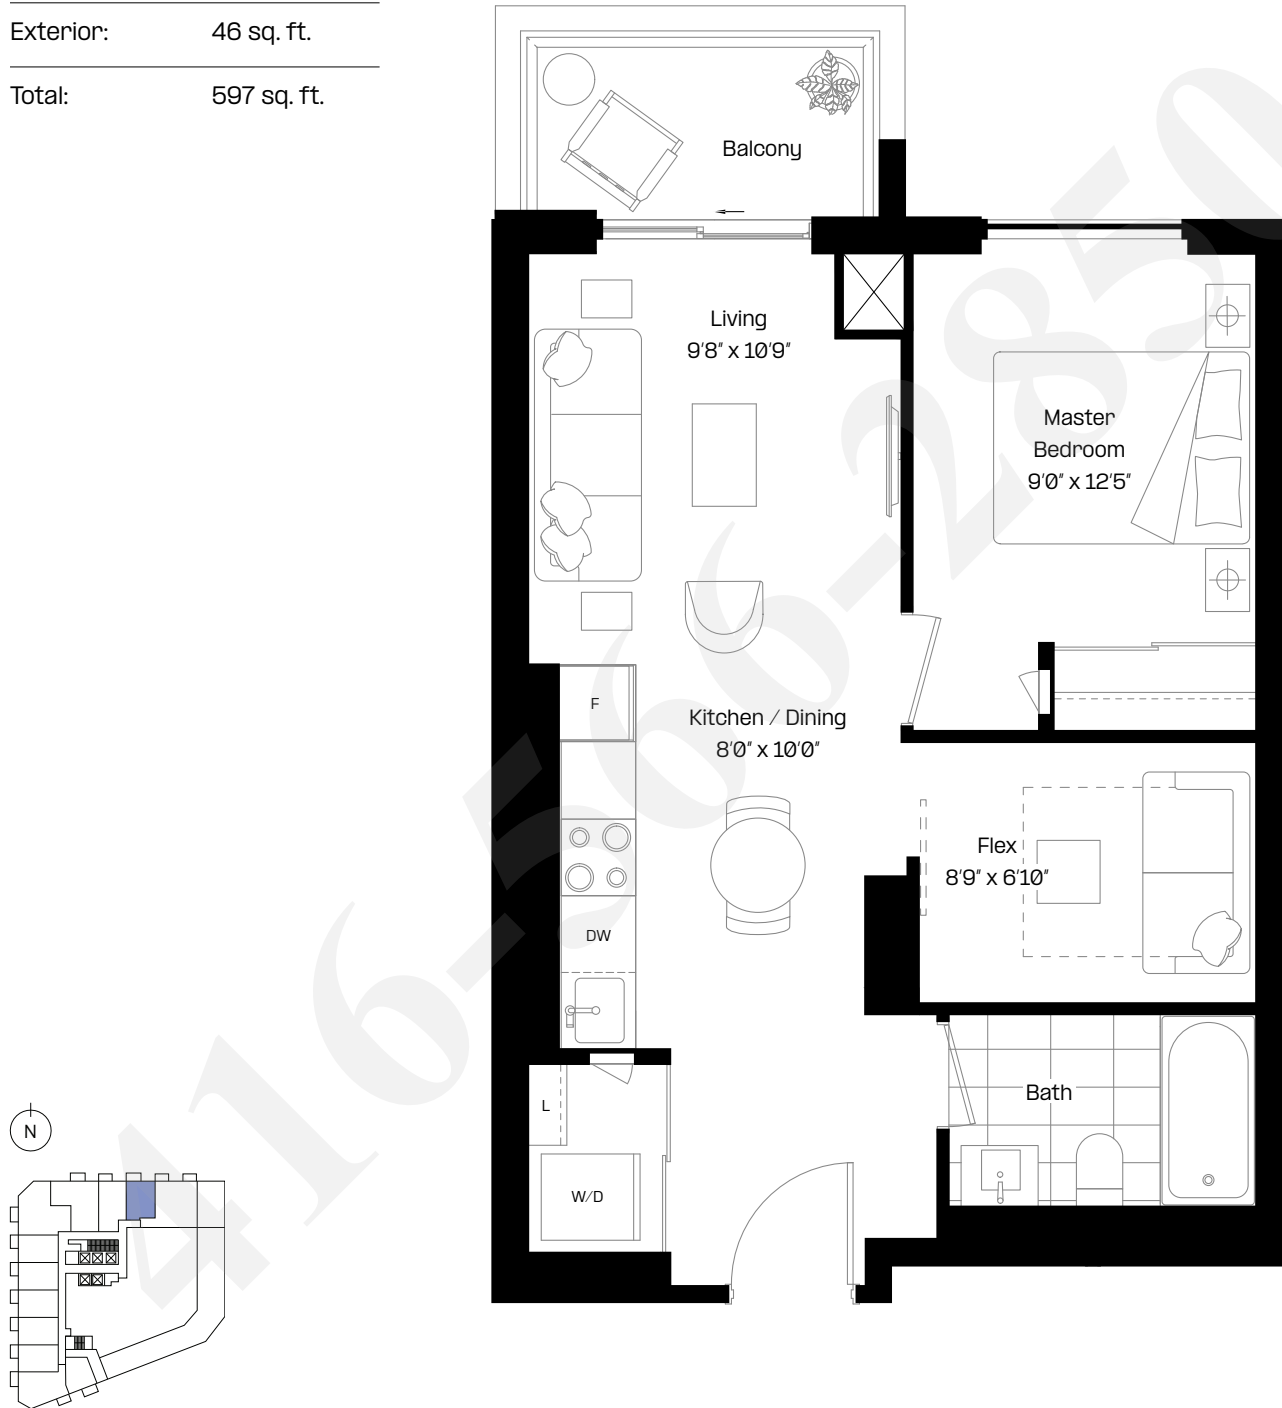 Exterior: 46 sq. ft.
Total: 597 sq. ft.
Balcony
Living
9'8" x 10'9"
Master
Bedroom
9'0" x 12'5"
F
Kitchen / Dining
8'0" x 10'0"
Flex
8'9" x 6'10"
DW
Bath
L
W/D
N
416-566-2850